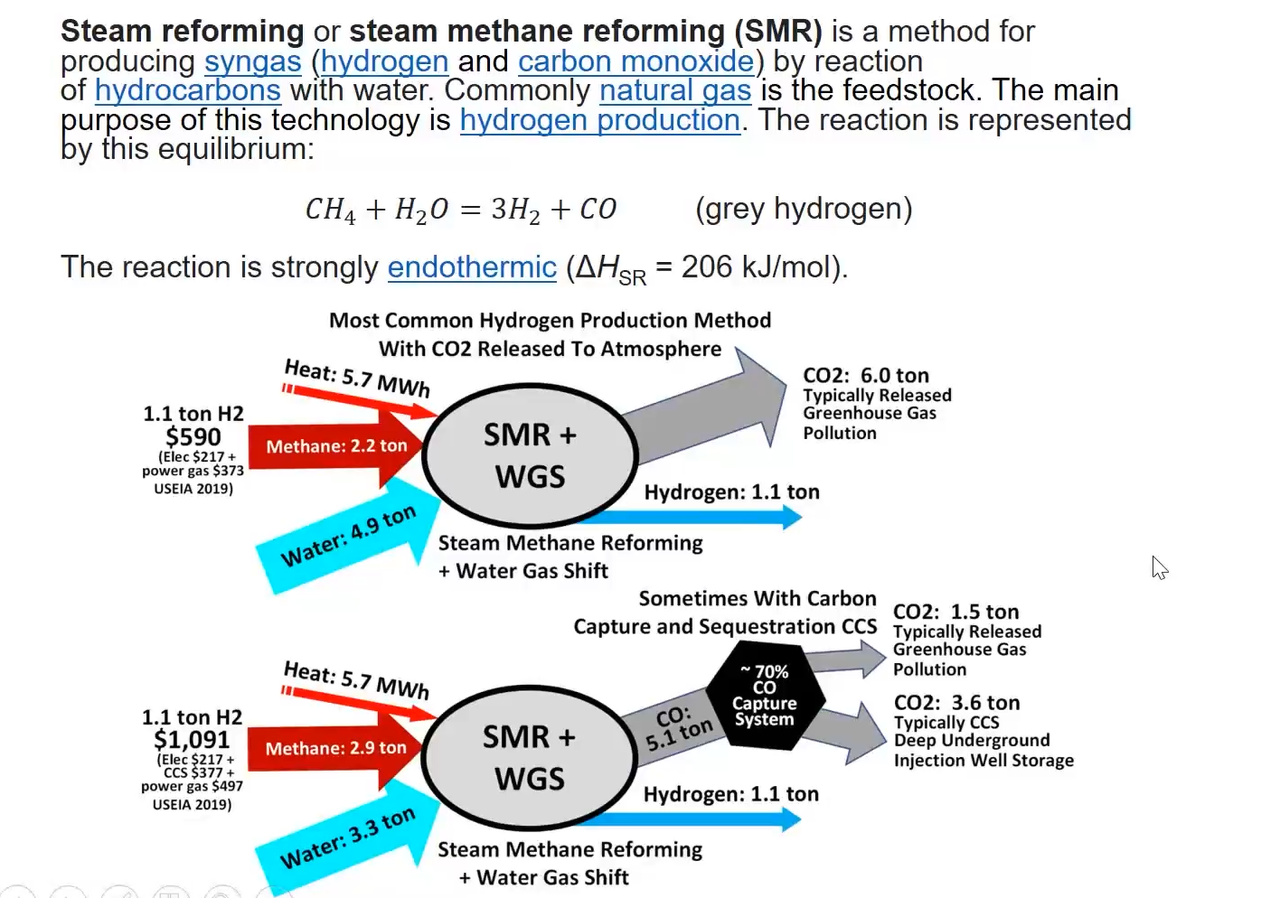 Steam reforming or steam methane reforming (SMR) is a method for
producing syngas (hydrogen and carbon monoxide) by reaction
of hydrocarbons with water. Commonly natural gas is the feedstock. The main
purpose of this technology is hydrogen production. The reaction is represented
by this equilibrium:
CH₄ + H₂O = 3H₂ + CO (grey hydrogen)
The reaction is strongly endothermic (ΔH_SR = 206 kJ/mol).
Most Common Hydrogen Production Method
With CO2 Released To Atmosphere
Heat: 5.7 MWh
1.1 ton H2
$590
(Elec $217 +
power gas $373
USEIA 2019)
Methane: 2.2 ton
Water: 4.9 ton
SMR +
WGS
CO2: 6.0 ton
Typically Released
Greenhouse Gas
Pollution
Hydrogen: 1.1 ton
Steam Methane Reforming
+ Water Gas Shift
Sometimes With Carbon
Capture and Sequestration CCS
Heat: 5.7 MWh
1.1 ton H2
$1,091
(Elec $217 +
CCS $377 +
power gas $497
USEIA 2019)
Methane: 2.9 ton
Water: 3.3 ton
SMR +
WGS
CO:
5.1 ton
~ 70%
CO
Capture
System
CO2: 1.5 ton
Typically Released
Greenhouse Gas
Pollution
CO2: 3.6 ton
Typically CCS
Deep Underground
Injection Well Storage
Hydrogen: 1.1 ton
Steam Methane Reforming
+ Water Gas Shift